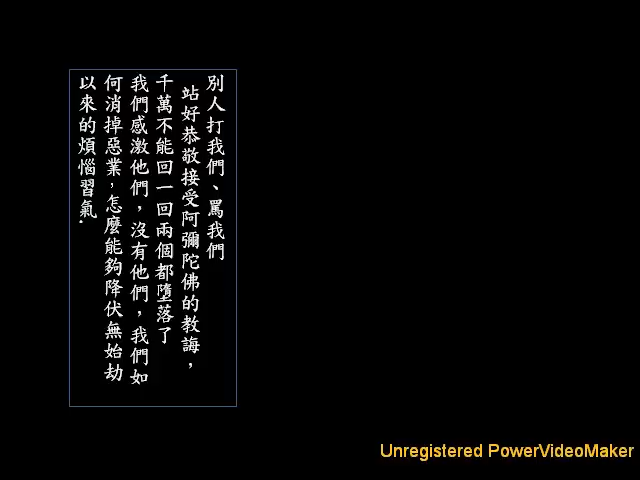 別人打我們、罵我們
站好恭敬接受阿彌陀佛的教誨，
千萬不能回一回兩個都墮落了
我們感激他們，沒有他們，我們如
何消掉惡業，怎麼能夠降伏無始劫
以來的煩惱習氣．
Unregistered PowerVideoMaker